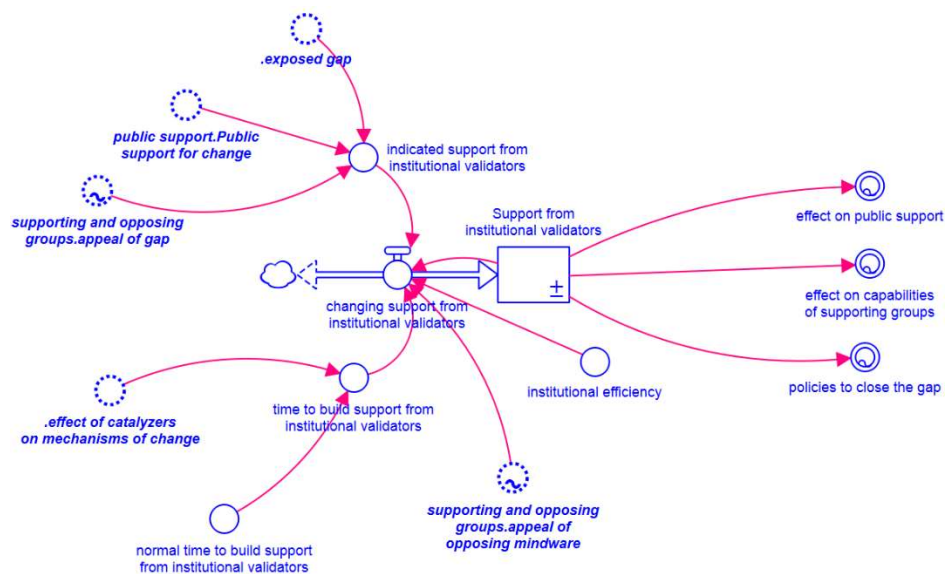 .exposed gap
public support.Public
support for change
indicated support from
institutional validators
supporting and opposing
groups.appeal of gap
Support from
institutional validators
effect on public support
changing support from
institutional validators
±
effect on capabilities
of supporting groups
institutional efficiency
policies to close the gap
.effect of catalyzers
on mechanisms of change
time to build support from
institutional validators
supporting and opposing
groups.appeal of
opposing mindware
normal time to build support
from institutional validators